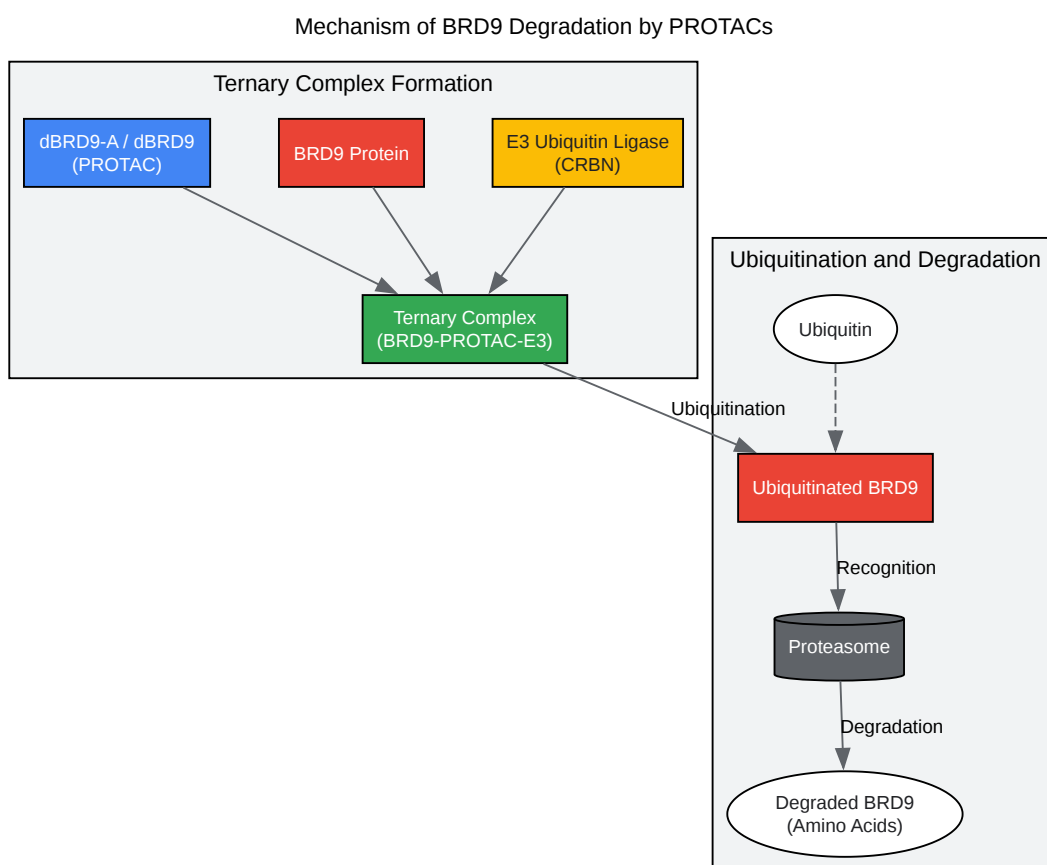 Mechanism of BRD9 Degradation by PROTACs
Ternary Complex Formation
dBRD9-A / dBRD9
(PROTAC)
BRD9 Protein
E3 Ubiquitin Ligase
(CRBN)
Ternary Complex
(BRD9-PROTAC-E3)
Ubiquitination
Ubiquitination and Degradation
Ubiquitin
Ubiquitinated BRD9
Recognition
Proteasome
Degradation
Degraded BRD9
(Amino Acids)